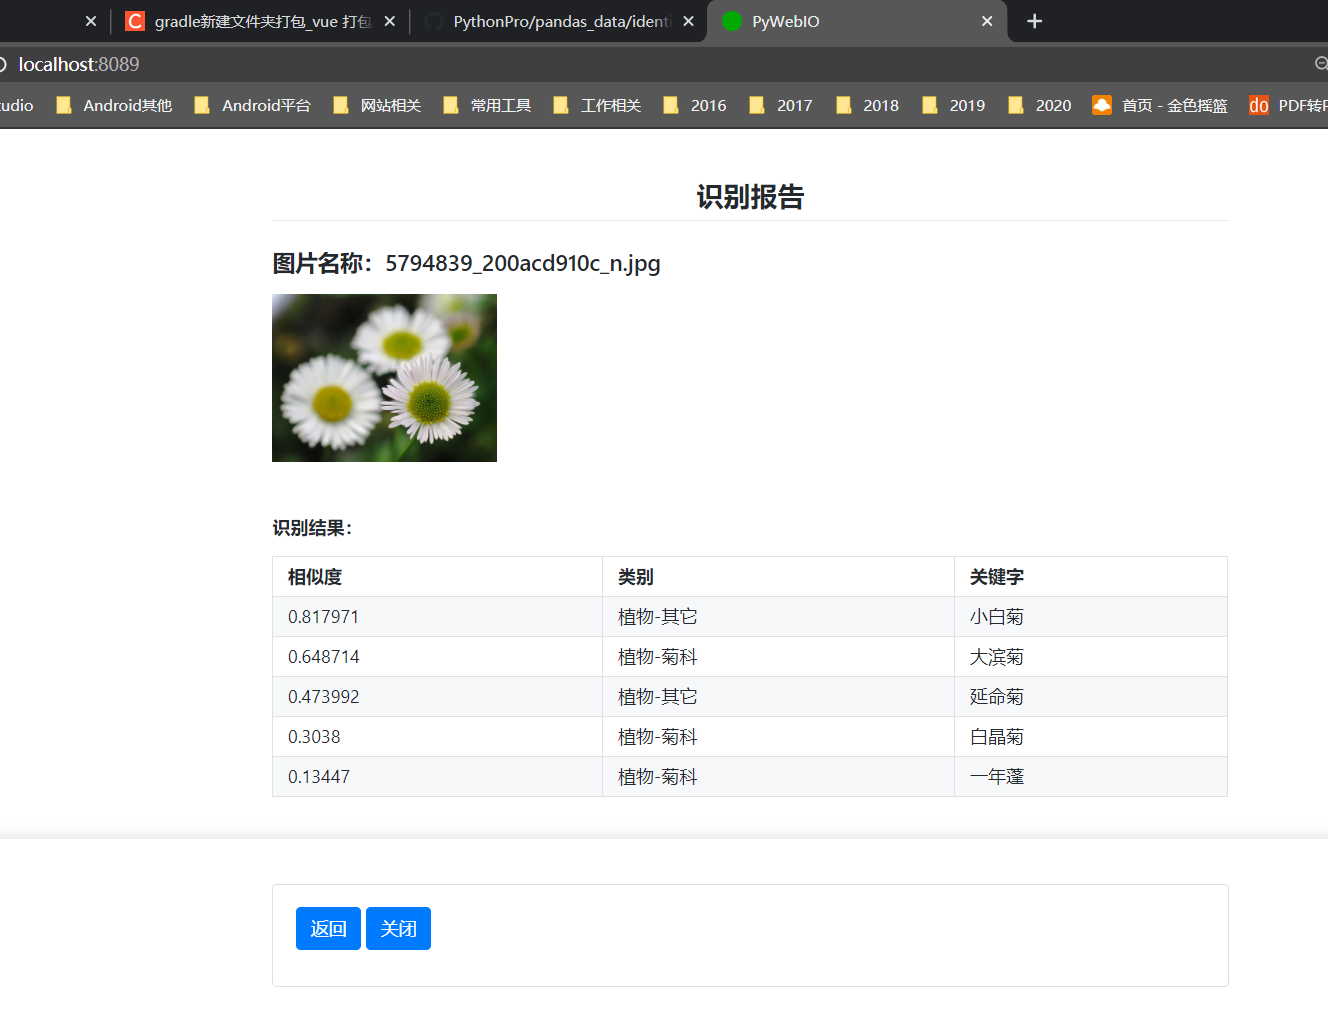 gradle新建文件夹打包_vue 打包
PythonPro/pandas_data/identi
PyWebIO
localhost:8089
tudio
Android其他
Android平台
网站相关
常用工具
工作相关
2016
2017
2018
2019
2020
首页 - 金色摇篮
do
PDF转P
识别报告
图片名称：5794839_200acd910c_n.jpg
识别结果：
相似度 类别 关键字
0.817971 植物-其它 小白菊
0.648714 植物-菊科 大滨菊
0.473992 植物-其它 延命菊
0.3038 植物-菊科 白晶菊
0.13447 植物-菊科 一年蓬
返回 关闭